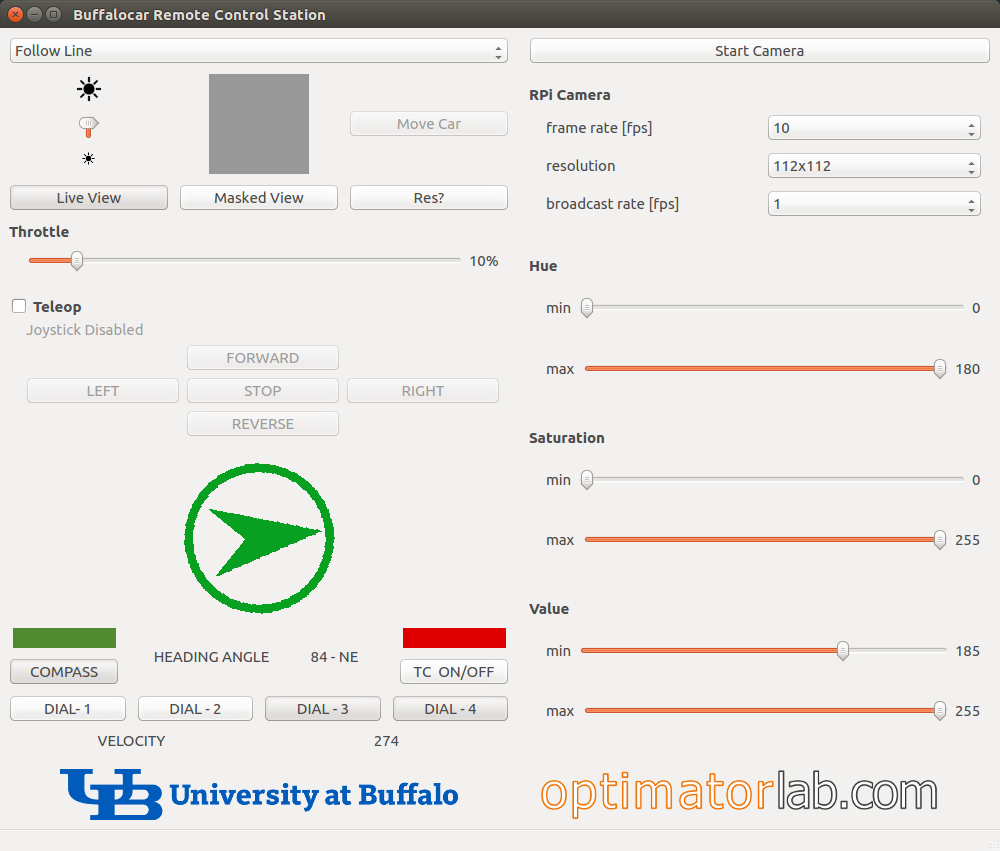 Buffalocar Remote Control Station
Follow Line
Start Camera
Move Car
Live View
Masked View
Res?
Throttle
10%
Teleop
Joystick Disabled
FORWARD
LEFT
STOP
RIGHT
REVERSE
HEADING ANGLE
84 - NE
COMPASS
TC ON/OFF
DIAL- 1
DIAL - 2
DIAL - 3
DIAL - 4
VELOCITY
274
UB University at Buffalo
RPi Camera
frame rate [fps]
10
resolution
112x112
broadcast rate [fps]
1
Hue
min
0
max
180
Saturation
min
0
max
255
Value
min
185
max
255
optimatorlab.com